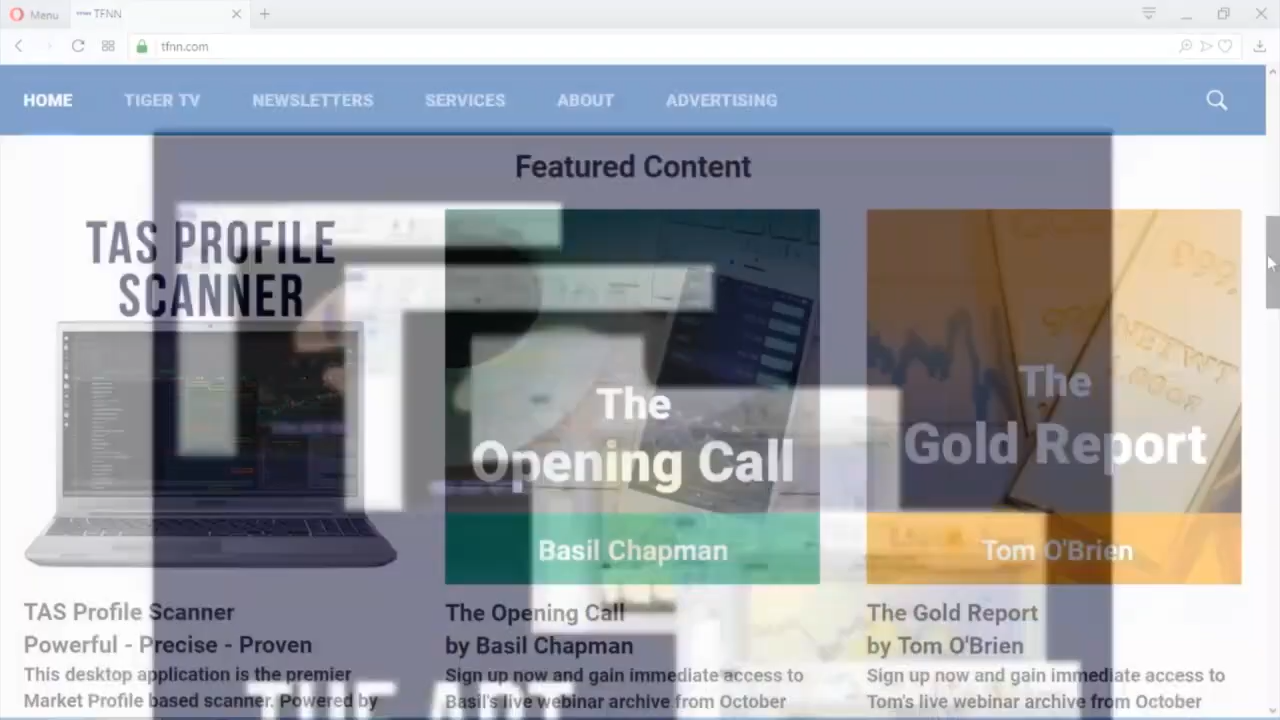 Menu
TFNN
tfnn.com
HOME TIGER TV NEWSLETTERS SERVICES ABOUT ADVERTISING
Featured Content
TAS PROFILE
SCANNER
The
Opening Call
Basil Chapman
The
Gold Report
Tom O'Brien
TAS Profile Scanner
Powerful - Precise - Proven
This desktop application is the premier
Market Profile based scanner. Powered by
The Opening Call
by Basil Chapman
Sign up now and gain immediate access to
Basil's live webinar archive from October
The Gold Report
by Tom O'Brien
Sign up now and gain immediate access to
Tom's live webinar archive from October
THE ART